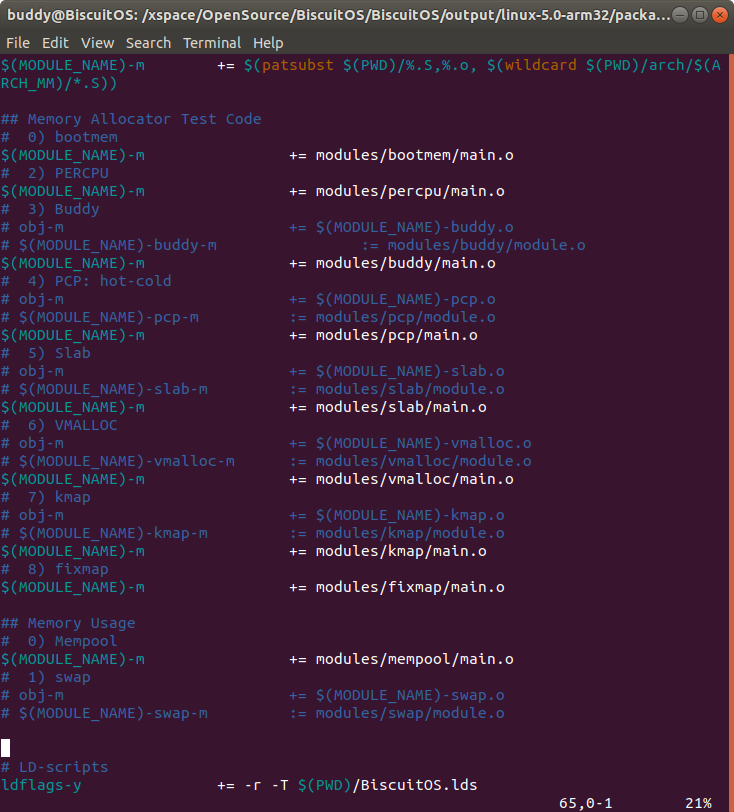 buddy@BiscuitOS: /xspace/OpenSource/BiscuitOS/BiscuitOS/output/linux-5.0-arm32/packa...
File Edit View Search Terminal Help
$(MODULE_NAME)-m        += $(patsubst $(PWD)/%.S,%.o, $(wildcard $(PWD)/arch/$(A
RCH_MM)/*.S))
## Memory Allocator Test Code
#  0) bootmem
$(MODULE_NAME)-m                += modules/bootmem/main.o
#  2) PERCPU
$(MODULE_NAME)-m                += modules/percpu/main.o
#  3) Buddy
# obj-m                         += $(MODULE_NAME)-buddy.o
# $(MODULE_NAME)-buddy-m                := modules/buddy/module.o
$(MODULE_NAME)-m                += modules/buddy/main.o
#  4) PCP: hot-cold
# obj-m                         += $(MODULE_NAME)-pcp.o
# $(MODULE_NAME)-pcp-m          := modules/pcp/module.o
$(MODULE_NAME)-m                += modules/pcp/main.o
#  5) Slab
# obj-m                         += $(MODULE_NAME)-slab.o
# $(MODULE_NAME)-slab-m         := modules/slab/module.o
$(MODULE_NAME)-m                += modules/slab/main.o
#  6) VMALLOC
# obj-m                         += $(MODULE_NAME)-vmalloc.o
# $(MODULE_NAME)-vmalloc-m      := modules/vmalloc/module.o
$(MODULE_NAME)-m                += modules/vmalloc/main.o
#  7) kmap
# obj-m                         += $(MODULE_NAME)-kmap.o
# $(MODULE_NAME)-kmap-m         := modules/kmap/module.o
$(MODULE_NAME)-m                += modules/kmap/main.o
#  8) fixmap
$(MODULE_NAME)-m                += modules/fixmap/main.o
## Memory Usage
#  0) Mempool
$(MODULE_NAME)-m                += modules/mempool/main.o
#  1) swap
# obj-m                         += $(MODULE_NAME)-swap.o
# $(MODULE_NAME)-swap-m         := modules/swap/module.o
# LD-scripts
ldflags-y               += -r -T $(PWD)/BiscuitOS.lds
65,0-1        21%